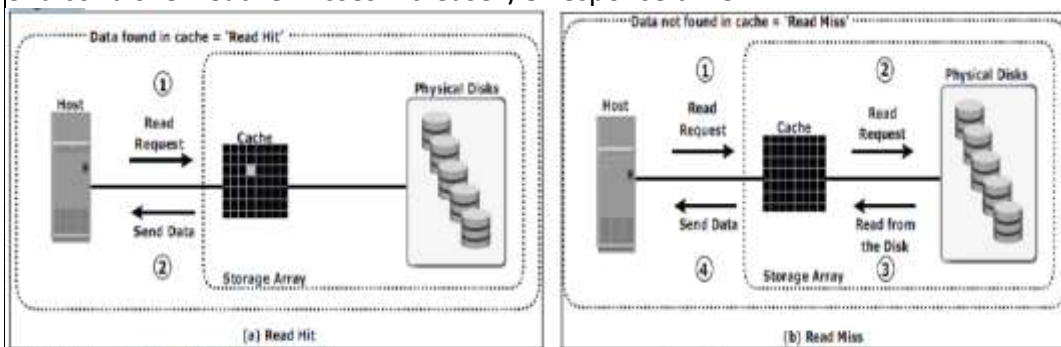 Data found in cache = 'Read Hit'
①
Host
Read
Request
Cache
Physical Disks
Send Data
②
Storage Array
(a) Read Hit
Data not found in cache = 'Read Miss'
①
②
Host
Read
Request
Cache
Read
Request
Physical Disks
Send Data
Read from
the Disk
④
③
Storage Array
(b) Read Miss